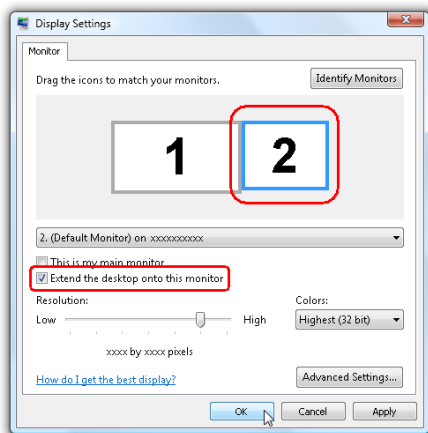 Display Settings
Monitor
Drag the icons to match your monitors.
Identify Monitors
1
2
2. (Default Monitor) on xxxxxxxxxx
This is my main monitor
Extend the desktop onto this monitor
Resolution:
Colors:
Low
High
Highest (32 bit)
xxxx by xxxx pixels
How do I get the best display?
Advanced Settings...
OK
Cancel
Apply